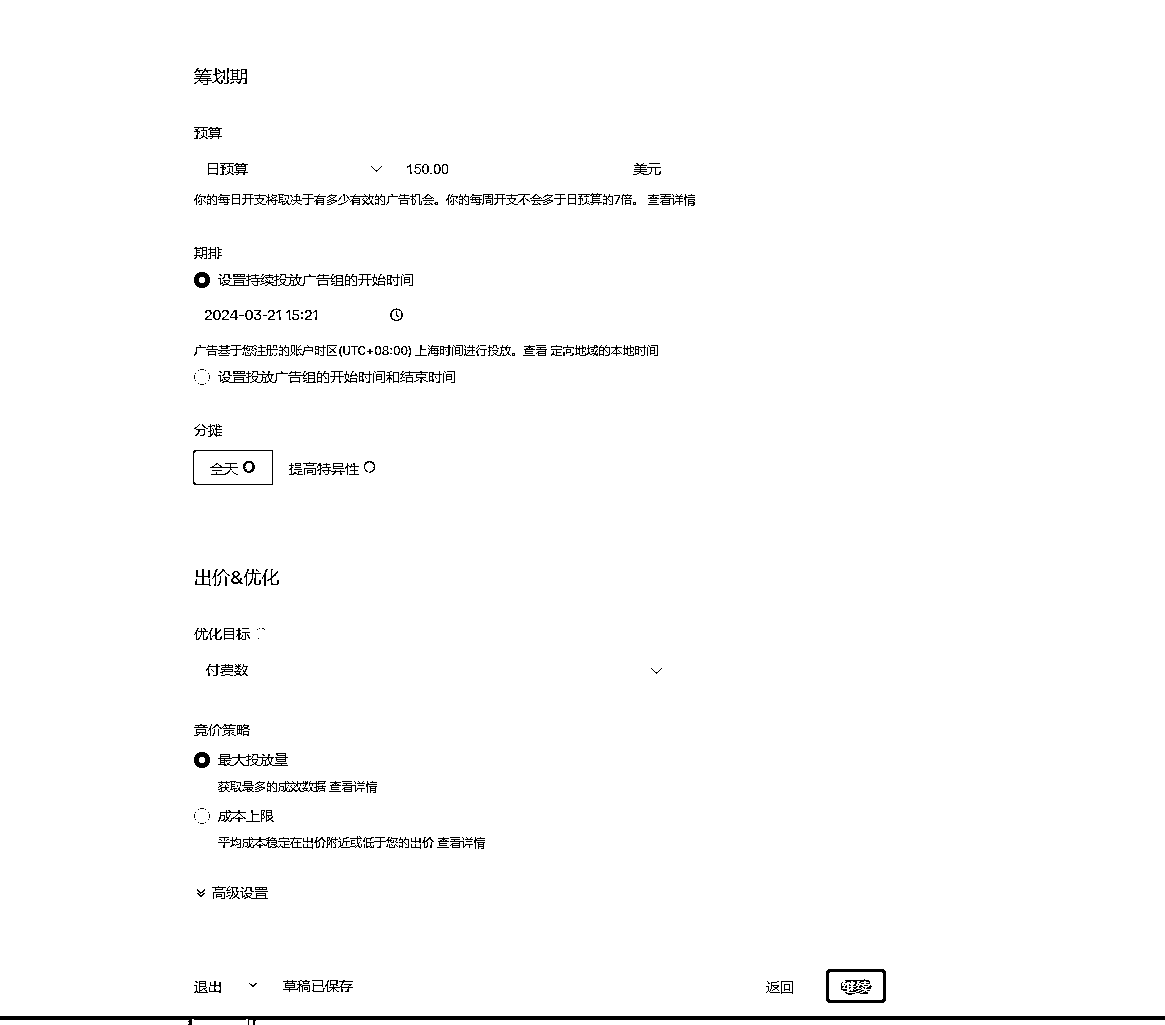 筹划期
预算
日预算 150.00 美元
你的每日开支将取决于有多少有效的广告机会。你的每周开支不会多于日预算的7倍。 查看详情
期排
设置持续投放广告组的开始时间
2024-03-21 15:21
广告基于您注册的账户时区(UTC+08:00) 上海时间进行投放。查看 定向地域的本地时间
设置投放广告组的开始时间和结束时间
分摊
全天 提高特异性
出价&优化
优化目标
付费数
竞价策略
最大投放量
获取最多的成效数据 查看详情
成本上限
平均成本稳定在出价附近或低于您的出价 查看详情
高级设置
退出 草稿已保存 返回 继续